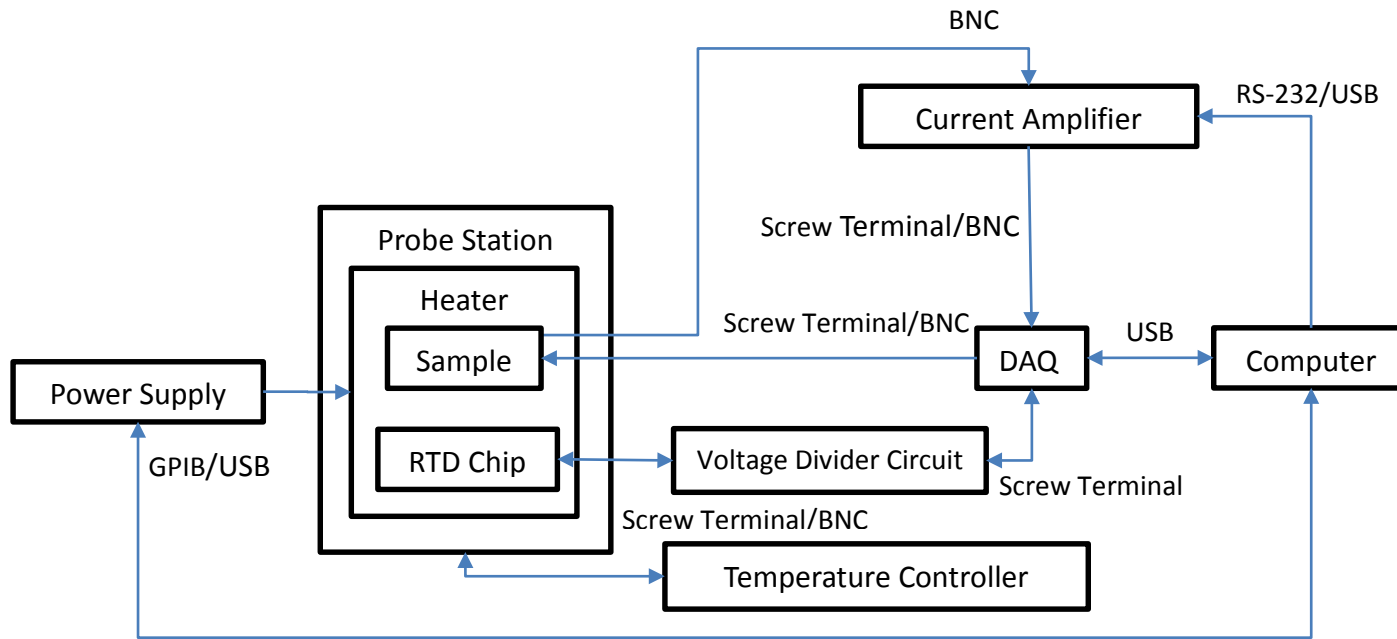 BNC
RS-232/USB
Current Amplifier
Screw Terminal/BNC
Probe Station
Heater
Screw Terminal/BNC
USB
Sample
DAQ
Computer
Power Supply
RTD Chip
Voltage Divider Circuit
GPIB/USB
Screw Terminal
Screw Terminal/BNC
Temperature Controller